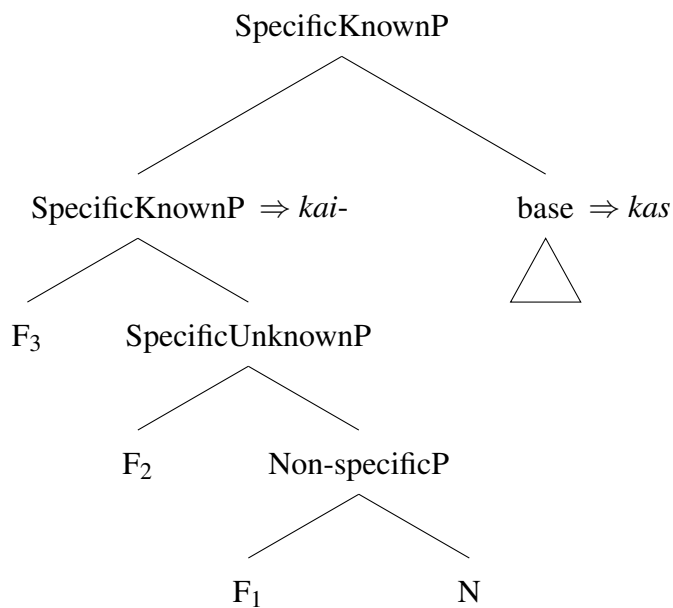 SpecificKnownP
SpecificKnownP ⇒ kai- base ⇒ kas
F₃ SpecificUnknownP
F₂ Non-specificP
F₁ N